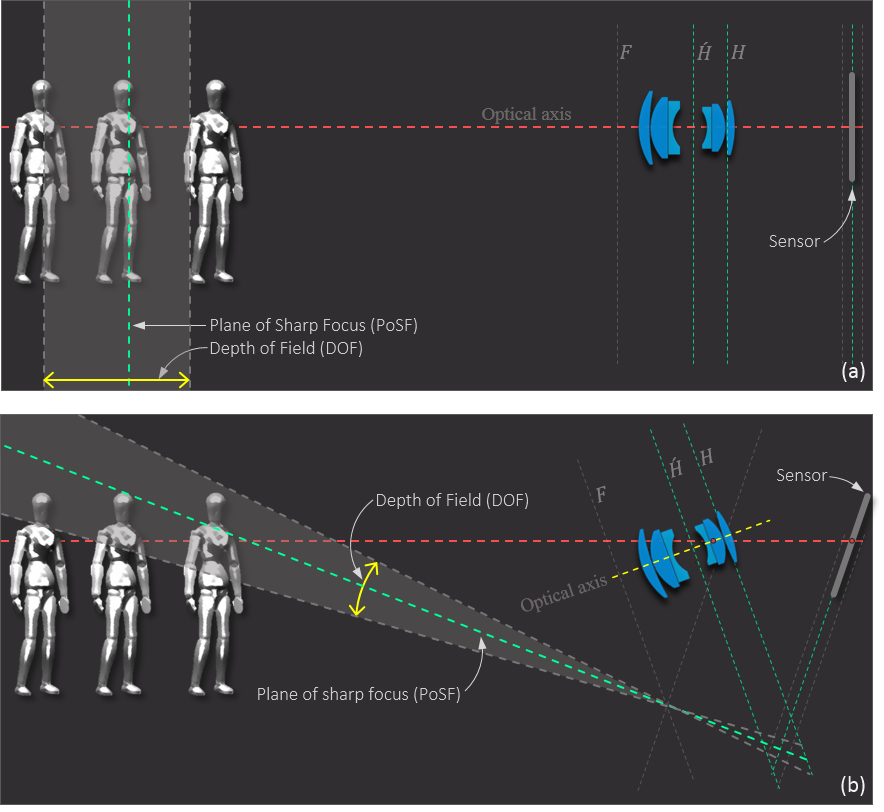 F
H́
H
Optical axis
Sensor
Plane of Sharp Focus (PoSF)
Depth of Field (DOF)
(a)
Sensor
H
H́
F
Depth of Field (DOF)
Optical axis
Plane of sharp focus (PoSF)
(b)